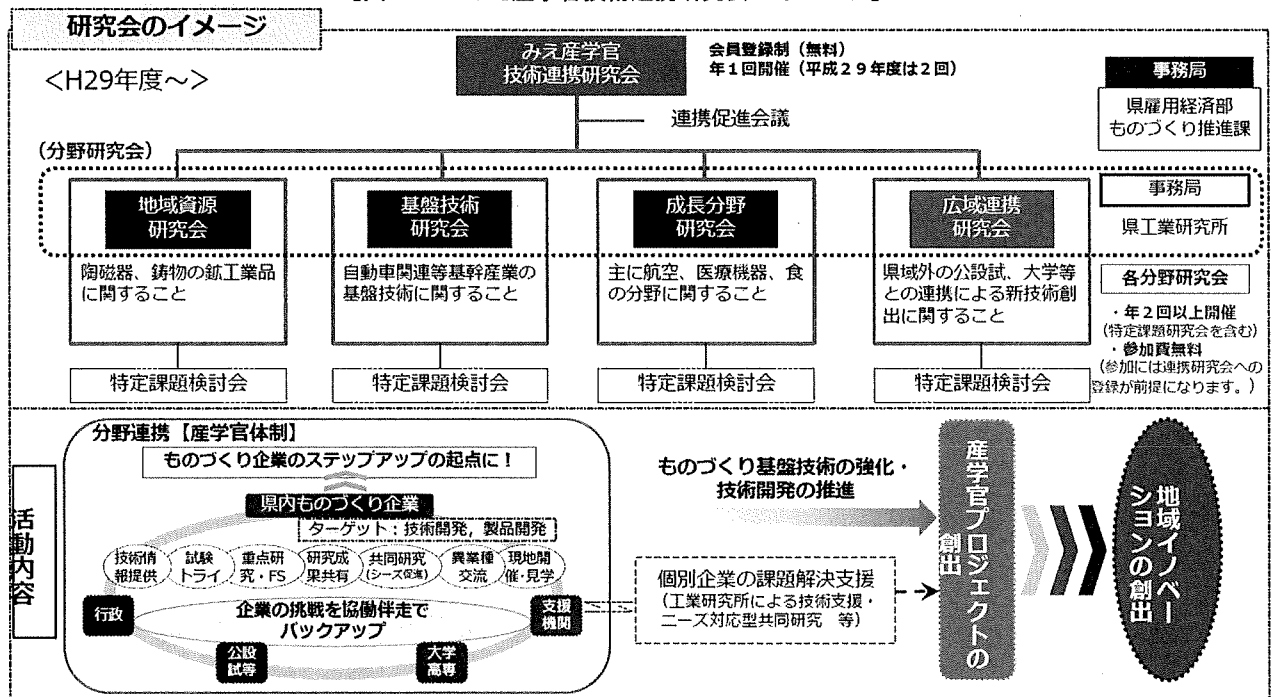 研究会のイメージ
<H29年度～>
みえ産学官
技術連携研究会
会員登録制（無料）
年１回開催（平成２９年度は２回）
連携促進会議
事務局
県雇用経済部
ものづくり推進課
(分野研究会)
地域資源
研究会
基盤技術
研究会
成長分野
研究会
広域連携
研究会
事務局
県工業研究所
陶磁器、鋳物の鉱工業品
に関すること
自動車関連等基幹産業の
基盤技術に関すること
主に航空、医療機器、食
の分野に関すること
県域外の公設試、大学等
との連携による新技術創
出に関すること
各分野研究会
・年２回以上開催
(特定課題研究会を含む)
・参加費無料
(参加には連携研究会への
登録が前提になります。)
特定課題検討会
特定課題検討会
特定課題検討会
特定課題検討会
活動内容
分野連携【産学官体制】
ものづくり企業のステップアップの起点に！
県内ものづくり企業
ターゲット：技術開発，製品開発
技術情
報提供
試験
トライ
重点研
究・FS
研究成
果共有
共同研究
(シーズ促進)
異業種
交流
現地開
催・見学
行政
企業の挑戦を協働伴走で
バックアップ
支援
機関
公設
試等
大学
高専
ものづくり基盤技術の強化・
技術開発の推進
個別企業の課題解決支援
(工業研究所による技術支援・
ニーズ対応型共同研究　等)
産学官プロジェクトの
創出
地域イノベー
ションの創出